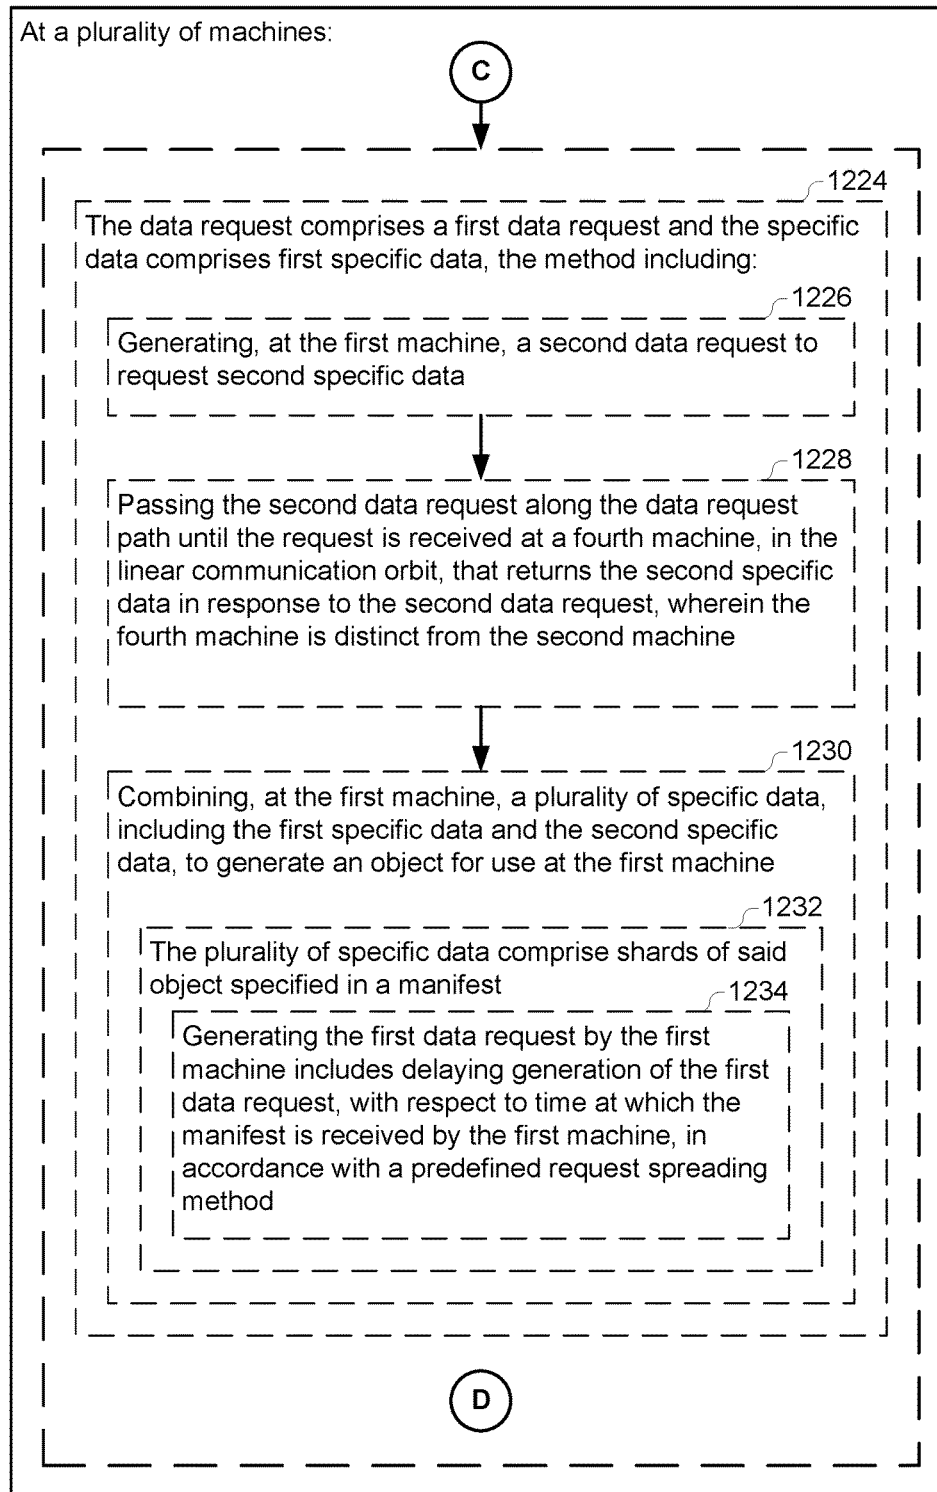 At a plurality of machines:
C
1224
The data request comprises a first data request and the specific
data comprises first specific data, the method including:
1226
Generating, at the first machine, a second data request to
request second specific data
1228
Passing the second data request along the data request
path until the request is received at a fourth machine, in the
linear communication orbit, that returns the second specific
data in response to the second data request, wherein the
fourth machine is distinct from the second machine
1230
Combining, at the first machine, a plurality of specific data,
including the first specific data and the second specific
data, to generate an object for use at the first machine
1232
The plurality of specific data comprise shards of said
object specified in a manifest
1234
Generating the first data request by the first
machine includes delaying generation of the first
data request, with respect to time at which the
manifest is received by the first machine, in
accordance with a predefined request spreading
method
D